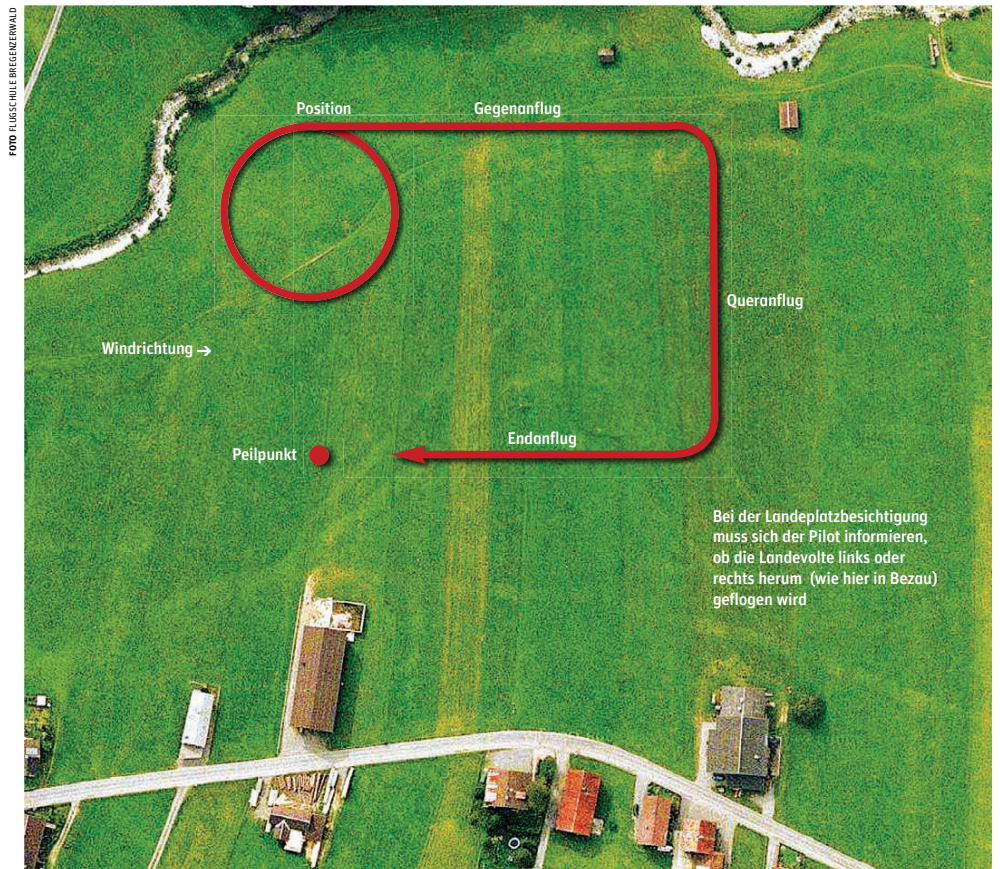 FOTO FLUGSCHULE BREGENZERWALD
Position
Gegenanflug
Queranflug
Windrichtung →
Endanflug
Peilpunkt
Bei der Landeplatzbesichtigung
muss sich der Pilot informieren,
ob die Landevolte links oder
rechts herum (wie hier in Bezau)
geflogen wird